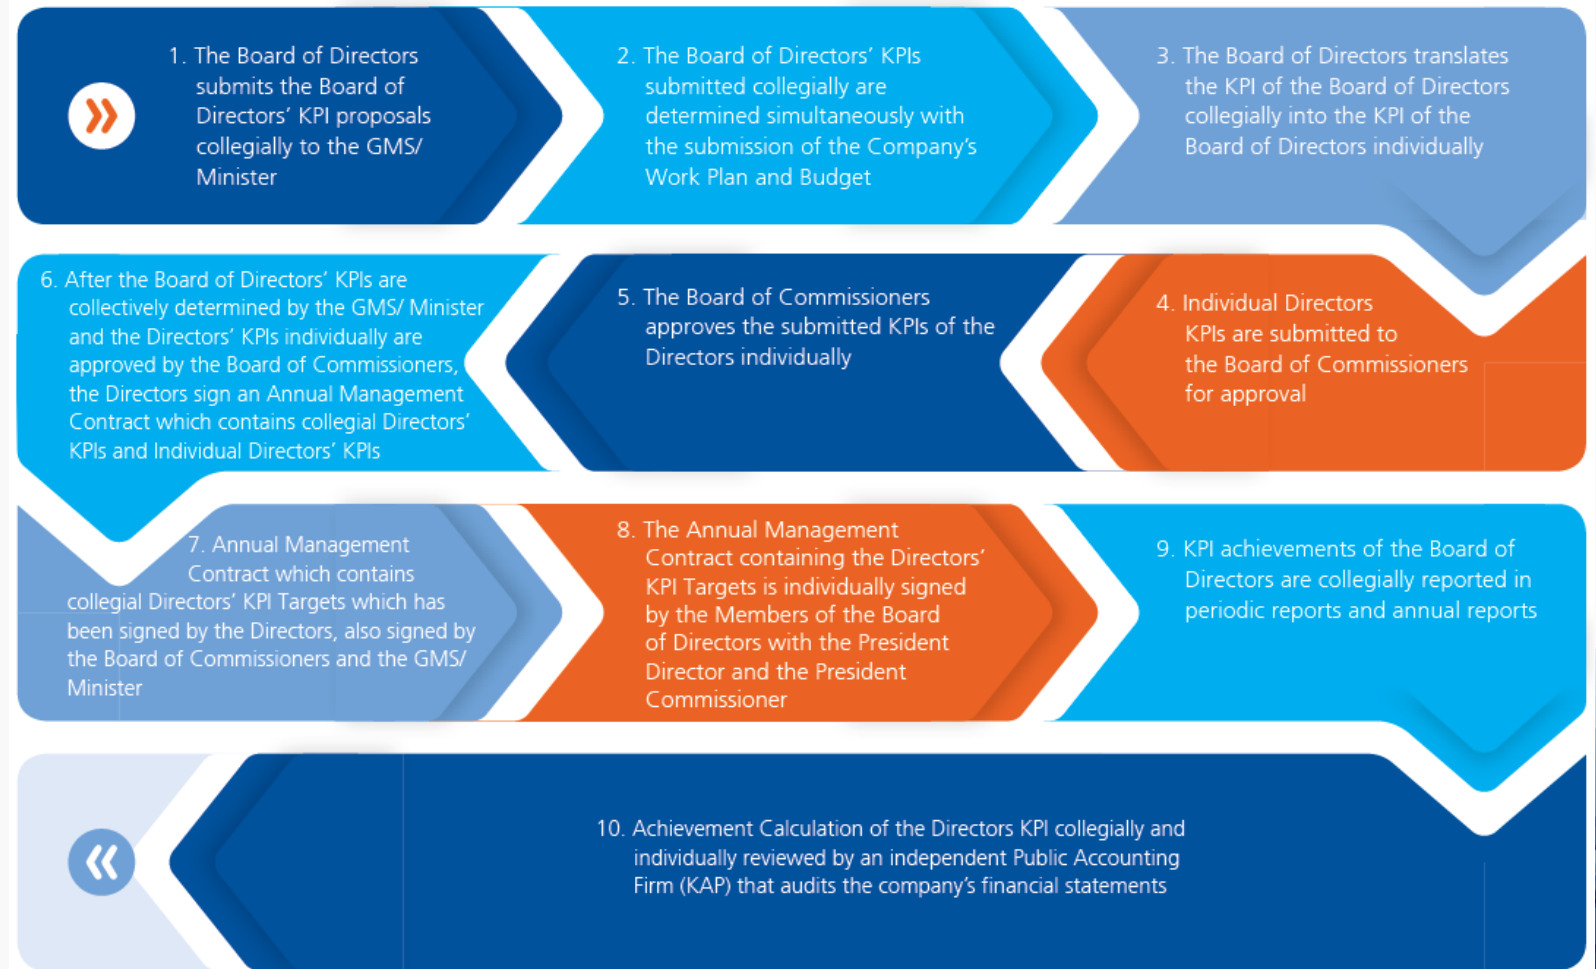 1. The Board of Directors
submits the Board of
Directors’ KPI proposals
collegially to the GMS/
Minister
2. The Board of Directors’ KPIs
submitted collegially are
determined simultaneously with
the submission of the Company’s
Work Plan and Budget
3. The Board of Directors translates
the KPI of the Board of Directors
collegially into the KPI of the
Board of Directors individually
4. Individual Directors
KPIs are submitted to
the Board of Commissioners
for approval
5. The Board of Commissioners
approves the submitted KPIs of the
Directors individually
6. After the Board of Directors’ KPIs are
collectively determined by the GMS/ Minister
and the Directors’ KPIs individually are
approved by the Board of Commissioners,
the Directors sign an Annual Management
Contract which contains collegial Directors’
KPIs and Individual Directors’ KPIs
7. Annual Management
Contract which contains
collegial Directors’ KPI Targets which has
been signed by the Directors, also signed by
the Board of Commissioners and the GMS/
Minister
8. The Annual Management
Contract containing the Directors’
KPI Targets is individually signed
by the Members of the Board
of Directors with the President
Director and the President
Commissioner
9. KPI achievements of the Board of
Directors are collegially reported in
periodic reports and annual reports
10. Achievement Calculation of the Directors KPI collegially and
individually reviewed by an independent Public Accounting
Firm (KAP) that audits the company’s financial statements